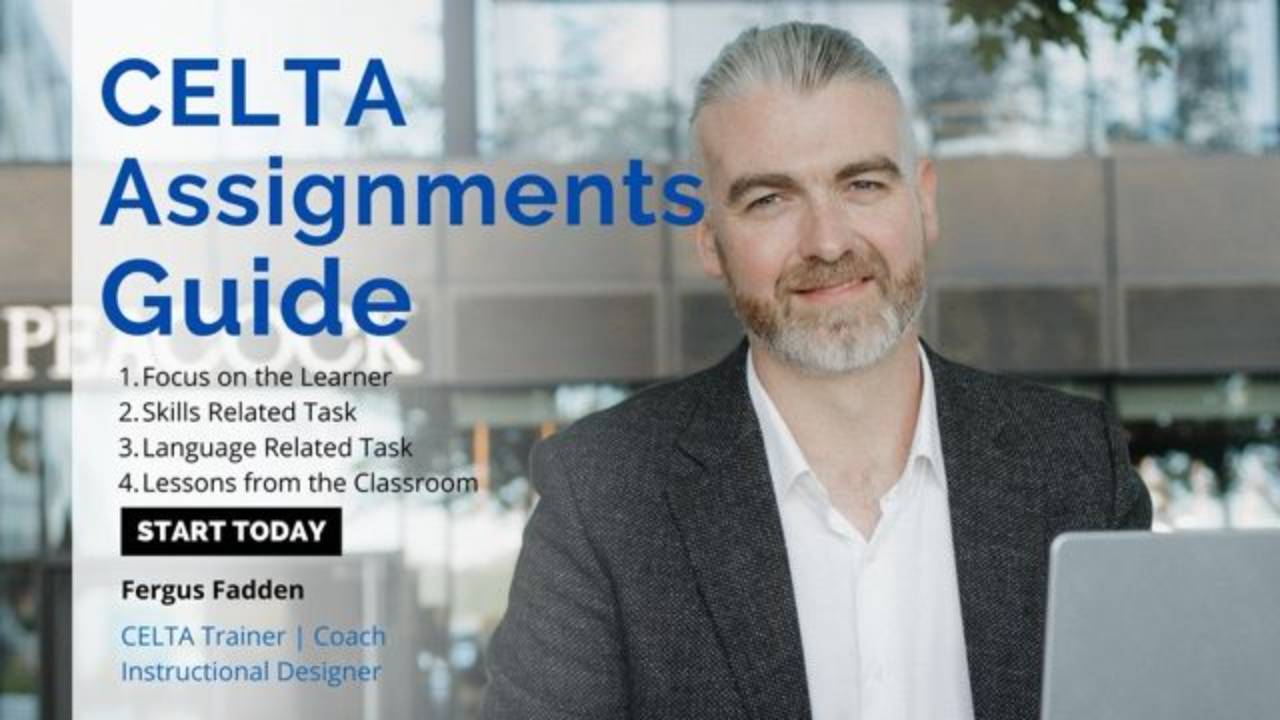 CELTA
Assignments
Guide
PEACOCK
1.Focus on the Learner
2.Skills Related Task
3.Language Related Task
4.Lessons from the Classroom
START TODAY
Fergus Fadden
CELTA Trainer | Coach
Instructional Designer